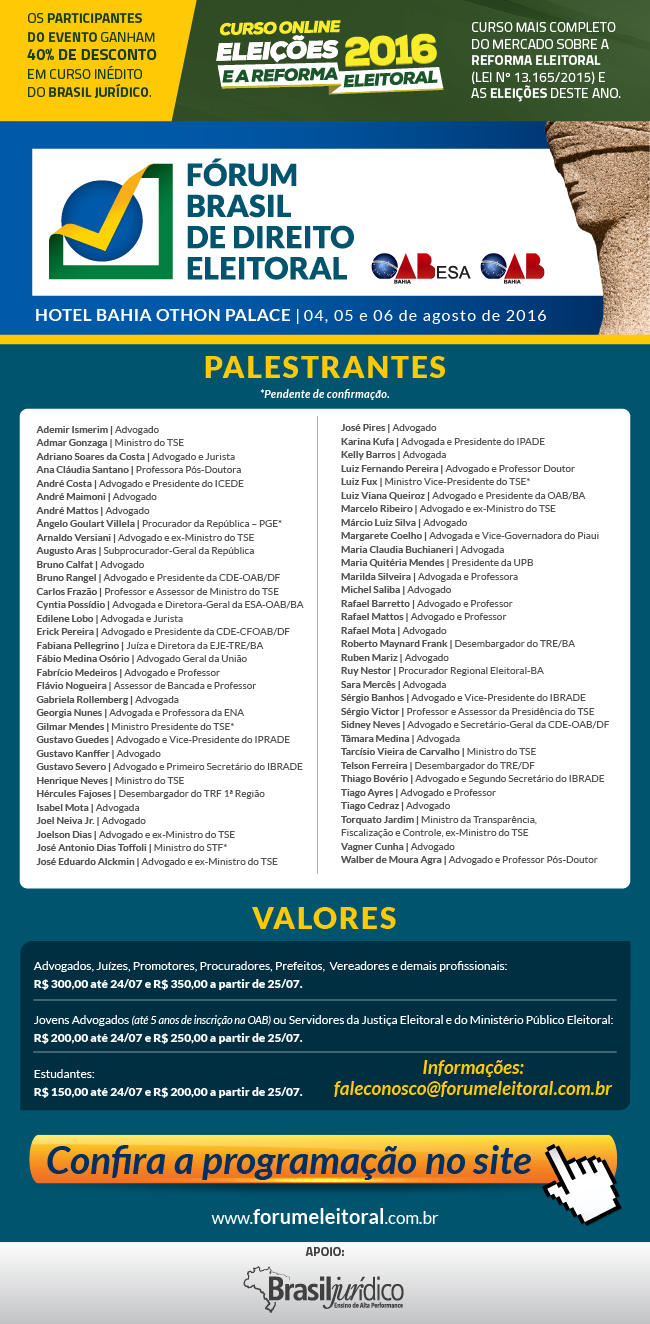 OS PARTICIPANTES
DO EVENTO GANHAM
40% DE DESCONTO
EM CURSO INÉDITO
DO BRASIL JURÍDICO.
CURSO ONLINE
ELEIÇÕES 2016
E A REFORMA ELEITORAL
CURSO MAIS COMPLETO
DO MERCADO SOBRE A
REFORMA ELEITORAL
(LEI Nº 13.165/2015) E
AS ELEIÇÕES DESTE ANO.
FÓRUM
BRASIL
DE DIREITO
ELEITORAL
OAB ESA
BAHIA
OAB
BAHIA
HOTEL BAHIA OTHON PALACE | 04, 05 e 06 de agosto de 2016
PALESTRANTES
*Pendente de confirmação.
Ademir Ismerim | Advogado
Admar Gonzaga | Ministro do TSE
Adriano Soares da Costa | Advogado e Jurista
Ana Cláudia Santano | Professora Pós-Doutora
André Costa | Advogado e Presidente do ICEDE
André Maimoni | Advogado
André Mattos | Advogado
Ângelo Goulart Villela | Procurador da República – PGE*
Arnaldo Versiani | Advogado e ex-Ministro do TSE
Augusto Aras | Subprocurador-Geral da República
Bruno Calfat | Advogado
Bruno Rangel | Advogado e Presidente da CDE-OAB/DF
Carlos Frazão | Professor e Assessor de Ministro do TSE
Cyntia Possídio | Advogada e Diretora-Geral da ESA-OAB/BA
Edilene Lobo | Advogada e Jurista
Erick Pereira | Advogado e Presidente da CDE-CFOAB/DF
Fabiana Pellegrino | Juíza e Diretora da EJE-TRE/BA
Fábio Medina Osório | Advogado Geral da União
Fabrício Medeiros | Advogado e Professor
Flávio Nogueira | Assessor de Bancada e Professor
Gabriela Rollemberg | Advogada
Georgia Nunes | Advogada e Professora da ENA
Gilmar Mendes | Ministro Presidente do TSE*
Gustavo Guedes | Advogado e Vice-Presidente do IPRADE
Gustavo Kanffer | Advogado
Gustavo Severo | Advogado e Primeiro Secretário do IBRADE
Henrique Neves | Ministro do TSE
Hércules Fajoses | Desembargador do TRF 1ª Região
Isabel Mota | Advogada
Joel Neiva Jr. | Advogado
Joelson Dias | Advogado e ex-Ministro do TSE
José Antonio Dias Toffoli | Ministro do STF*
José Eduardo Alckmin | Advogado e ex-Ministro do TSE
José Pires | Advogado
Karina Kufa | Advogada e Presidente do IPADE
Kelly Barros | Advogada
Luiz Fernando Pereira | Advogado e Professor Doutor
Luiz Fux | Ministro Vice-Presidente do TSE*
Luiz Viana Queiroz | Advogado e Presidente da OAB/BA
Marcelo Ribeiro | Advogado e ex-Ministro do TSE
Márcio Luiz Silva | Advogado
Margarete Coelho | Advogada e Vice-Governadora do Piaui
Maria Claudia Buchianeri | Advogada
Maria Quitéria Mendes | Presidente da UPB
Marilda Silveira | Advogada e Professora
Michel Saliba | Advogado
Rafael Barretto | Advogado e Professor
Rafael Mattos | Advogado e Professor
Rafael Mota | Advogado
Roberto Maynard Frank | Desembargador do TRE/BA
Ruben Mariz | Advogado
Ruy Nestor | Procurador Regional Eleitoral-BA
Sara Mercês | Advogada
Sérgio Banhos | Advogado e Vice-Presidente do IBRADE
Sérgio Victor | Professor e Assessor da Presidência do TSE
Sidney Neves | Advogado e Secretário-Geral da CDE-OAB/DF
Tâmara Medina | Advogada
Tarcísio Vieira de Carvalho | Ministro do TSE
Telson Ferreira | Desembargador do TRE/DF
Thiago Bovério | Advogado e Segundo Secretário do IBRADE
Tiago Ayres | Advogado e Professor
Tiago Cedraz | Advogado
Torquato Jardim | Ministro da Transparência,
Fiscalização e Controle, ex-Ministro do TSE
Vagner Cunha | Advogado
Walber de Moura Agra | Advogado e Professor Pós-Doutor
VALORES
Advogados, Juízes, Promotores, Procuradores, Prefeitos, Vereadores e demais profissionais:
R$ 300,00 até 24/07 e R$ 350,00 a partir de 25/07.
Jovens Advogados (até 5 anos de inscrição na OAB) ou Servidores da Justiça Eleitoral e do Ministério Público Eleitoral:
R$ 200,00 até 24/07 e R$ 250,00 a partir de 25/07.
Estudantes:
R$ 150,00 até 24/07 e R$ 200,00 a partir de 25/07.
Informações:
faleconosco@forumeleitoral.com.br
Confira a programação no site
www.forumeleitoral.com.br
APOIO:
Brasiljurídico
Ensino de Alta Performance